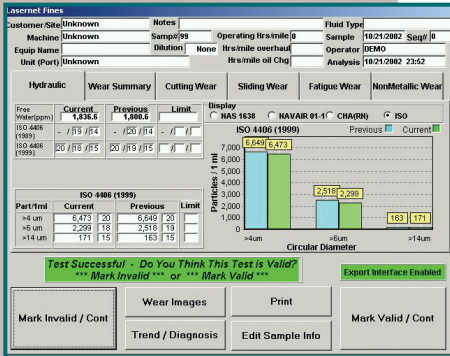 Lasernet Fines
Customer/Site Unknown Notes Fluid Type
Machine Unknown Samp# 99 Operating Hrs/mile 0 Sample 10/21/2002 Seq# 0
Equip Name Dilution None Hrs/mile overhaul Operator DEMO
Unit (Port) Unknown Hrs/mile oil Chg Analysis 10/21/2002 23:52
Hydraulic Wear Summary Cutting Wear Sliding Wear Fatigue Wear NonMetallic Wear
Free Water(ppm) Current 1,836.6 Previous 1,800.6 Limit
ISO 4406 (1989) - / 19 / 14 - / 20 / 14 - / /
ISO 4406 (1999) 20 / 18 / 15 20 / 19 / 15 / /
Display
NAS 1638 NAVAIR 01-1 CHA(RN) ISO
ISO 4406 (1999) Previous Current
Particles / 1 ml
7,000
6,000
5,000
4,000
3,000
2,000
1,000
0
6,649 6,473
2,518 2,299
163 171
>4um >6um >14um
Circular Diameter
ISO 4406 (1999)
Part/1ml Current Previous Limit
>4 um 6,473 20 6,649 20
>6 um 2,299 18 2,518 19
>14 um 171 15 163 15
Test Successful - Do You Think This Test is Valid?
*** Mark Invalid *** or *** Mark Valid ***
Export Interface Enabled
Mark Invalid / Cont
Wear Images
Print
Mark Valid / Cont
Trend / Diagnosis
Edit Sample Info